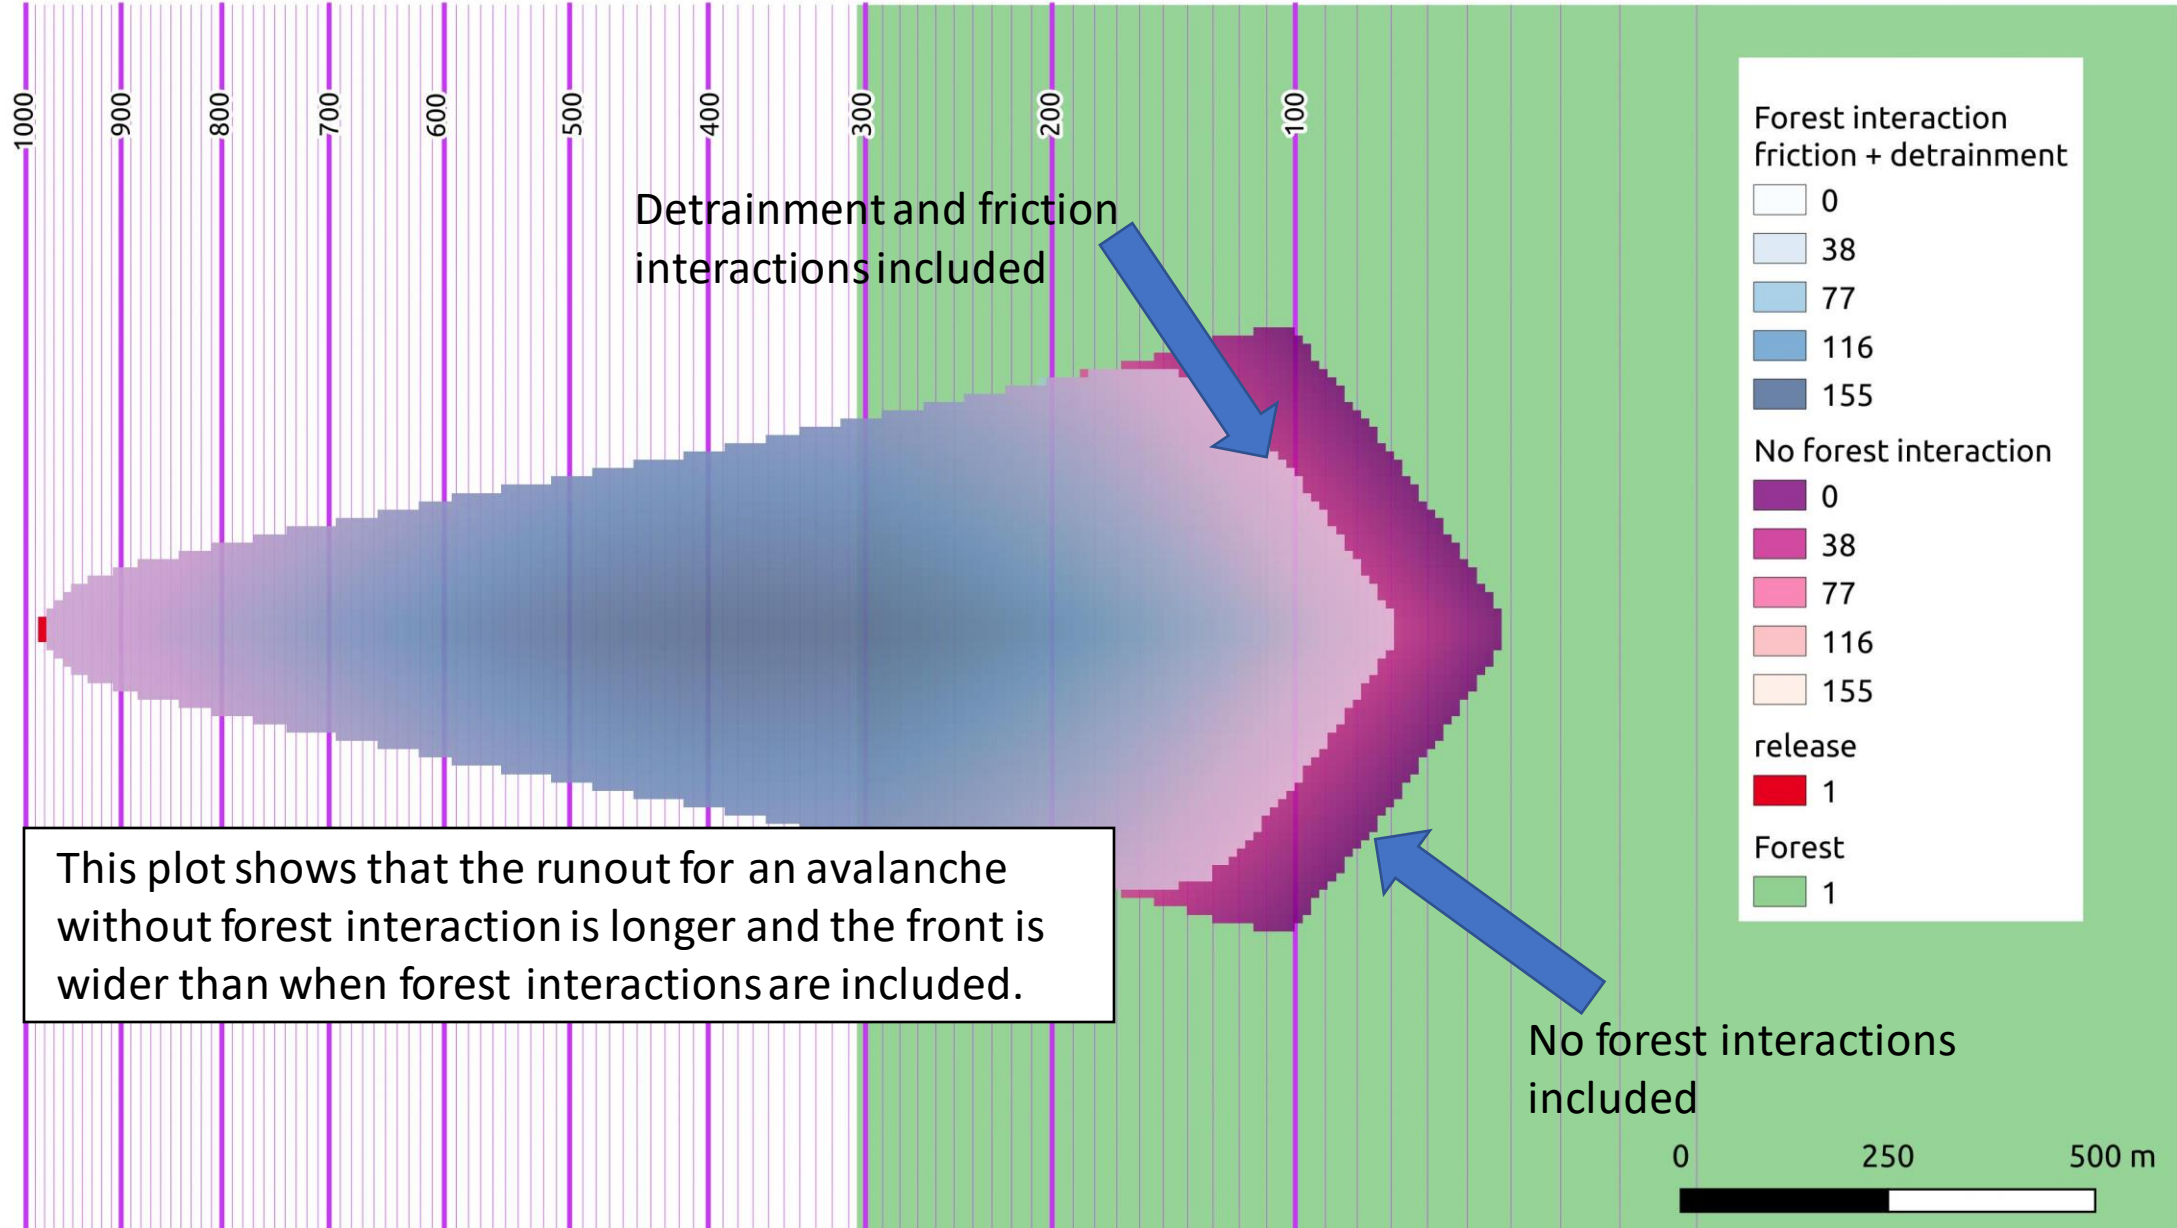 1000
900
800
700
600
500
400
300
200
100
Detrainment and friction
interactions included
Forest interaction
friction + detrainment
0
38
77
116
155
No forest interaction
0
38
77
116
155
release
1
Forest
1
This plot shows that the runout for an avalanche
without forest interaction is longer and the front is
wider than when forest interactions are included.
No forest interactions
included
0 250 500 m